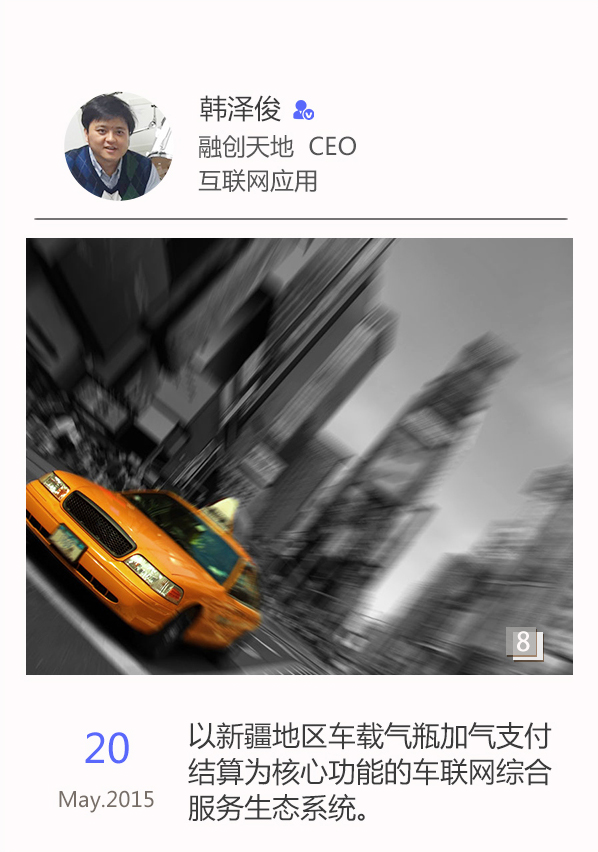 韩泽俊
融创天地 CEO
互联网应用
8
20
May.2015
以新疆地区车载气瓶加气支付
结算为核心功能的车联网综合
服务生态系统。